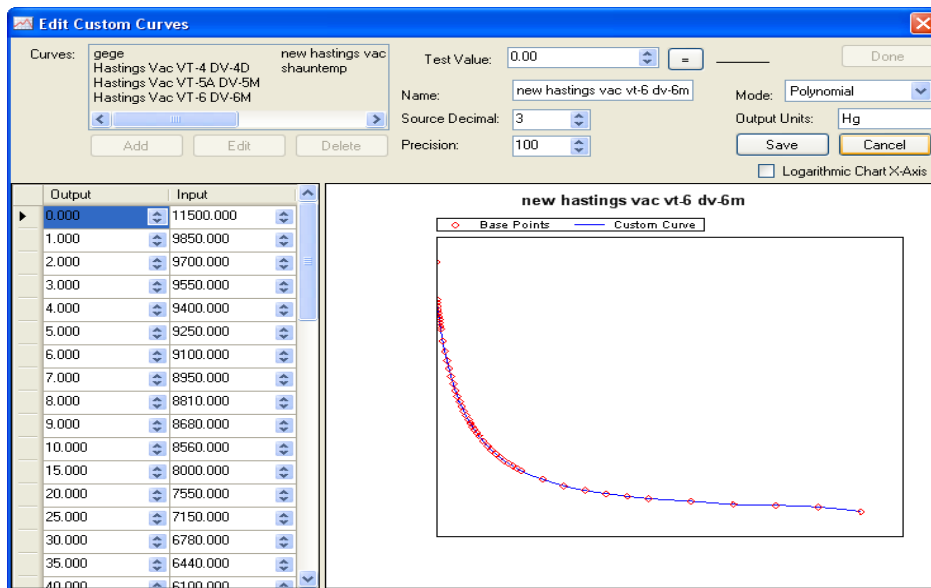 Edit Custom Curves
Curves:
gege
Hastings Vac VT-4 DV-4D
Hastings Vac VT-5A DV-5M
Hastings Vac VT-6 DV-6M
new hastings vac
shauntemp
Add Edit Delete
Test Value: 0.00 =
Done
Name: new hastings vac vt-6 dv-6m
Mode: Polynomial
Source Decimal: 3
Output Units: Hg
Precision: 100
Save Cancel
Logarithmic Chart X-Axis
Output Input
0.000 11500.000
1.000 9850.000
2.000 9700.000
3.000 9550.000
4.000 9400.000
5.000 9250.000
6.000 9100.000
7.000 8950.000
8.000 8810.000
9.000 8680.000
10.000 8560.000
15.000 8000.000
20.000 7550.000
25.000 7150.000
30.000 6780.000
35.000 6440.000
40.000 6100.000
new hastings vac vt-6 dv-6m
Base Points Custom Curve